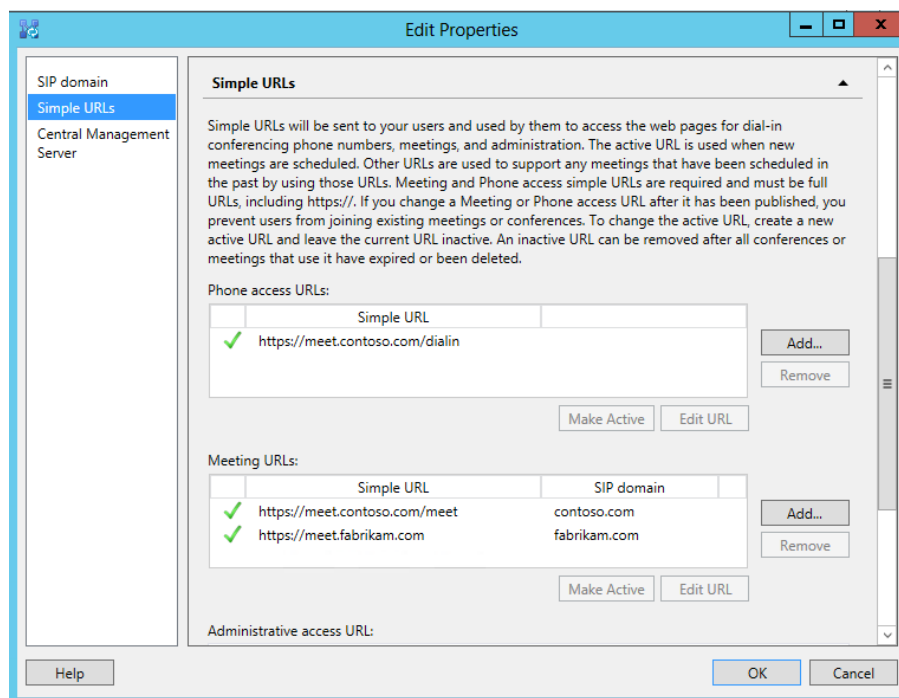 Edit Properties
SIP domain
Simple URLs
Central Management
Server
Simple URLs
Simple URLs will be sent to your users and used by them to access the web pages for dial-in
conferencing phone numbers, meetings, and administration. The active URL is used when new
meetings are scheduled. Other URLs are used to support any meetings that have been scheduled in
the past by using those URLs. Meeting and Phone access simple URLs are required and must be full
URLs, including https://. If you change a Meeting or Phone access URL after it has been published, you
prevent users from joining existing meetings or conferences. To change the active URL, create a new
active URL and leave the current URL inactive. An inactive URL can be removed after all conferences or
meetings that use it have expired or been deleted.
Phone access URLs:
Simple URL
https://meet.contoso.com/dialin
Add...
Remove
Make Active Edit URL
Meeting URLs:
Simple URL SIP domain
https://meet.contoso.com/meet contoso.com
Add...
https://meet.fabrikam.com fabrikam.com
Remove
Make Active Edit URL
Administrative access URL:
Help OK Cancel